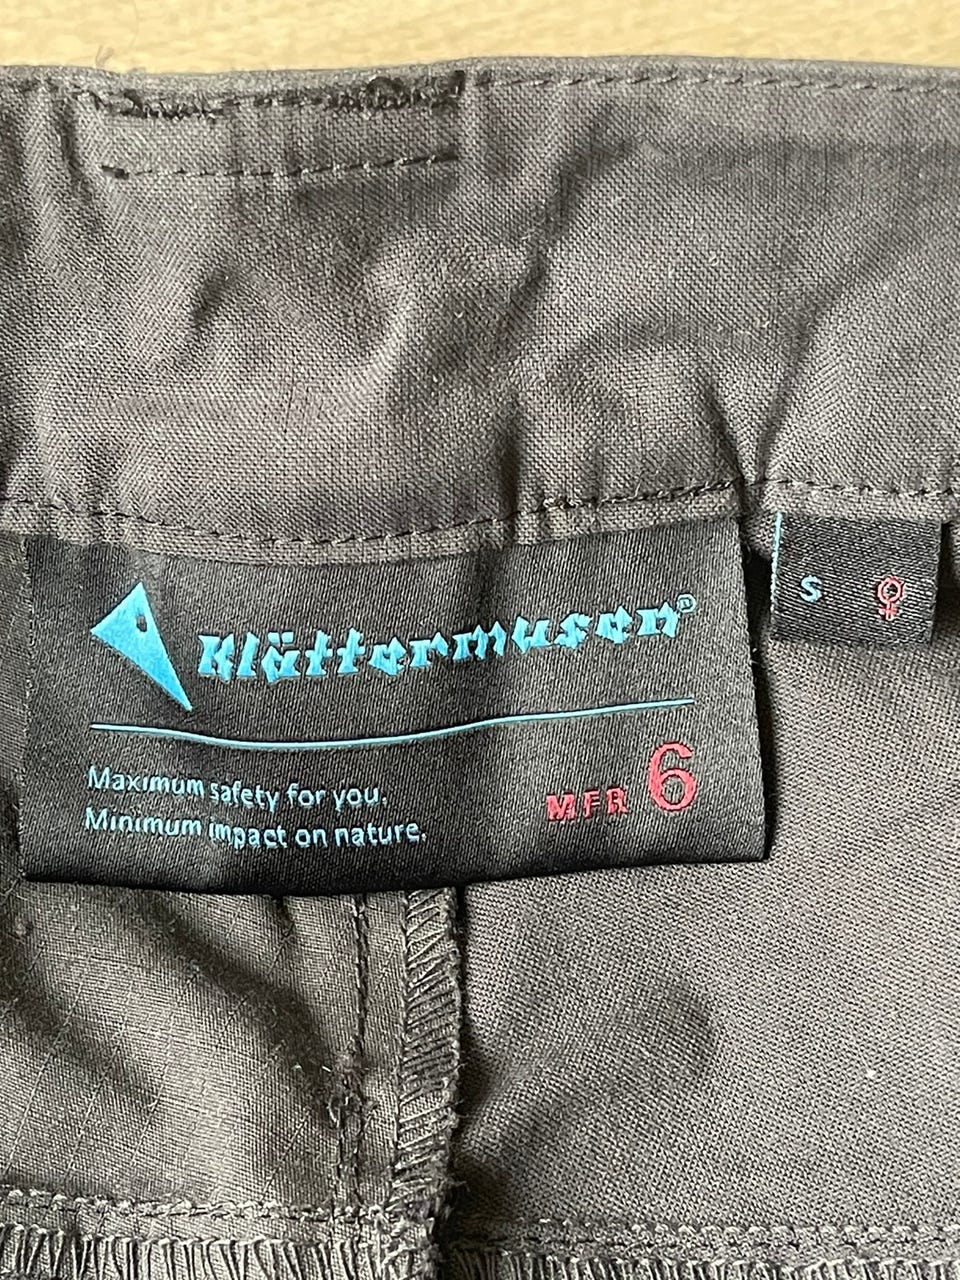 Klättermusen®
Maximum safety for you.
Minimum impact on nature.
MFR 6
S